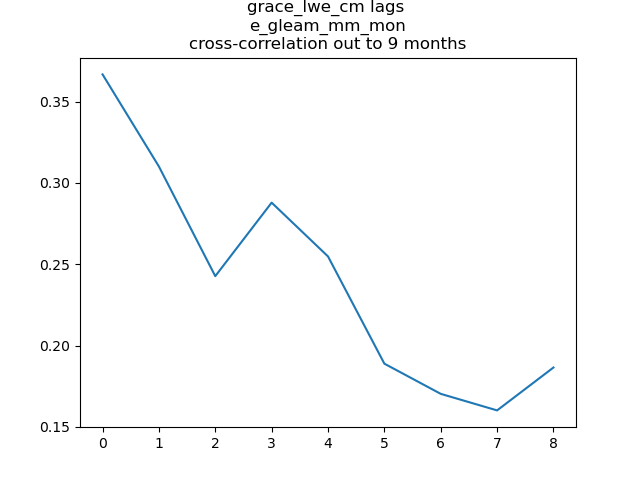 grace_lwe_cm lags
e_gleam_mm_mon
cross-correlation out to 9 months
0.35
0.30
0.25
0.20
0.15
0 1 2 3 4 5 6 7 8